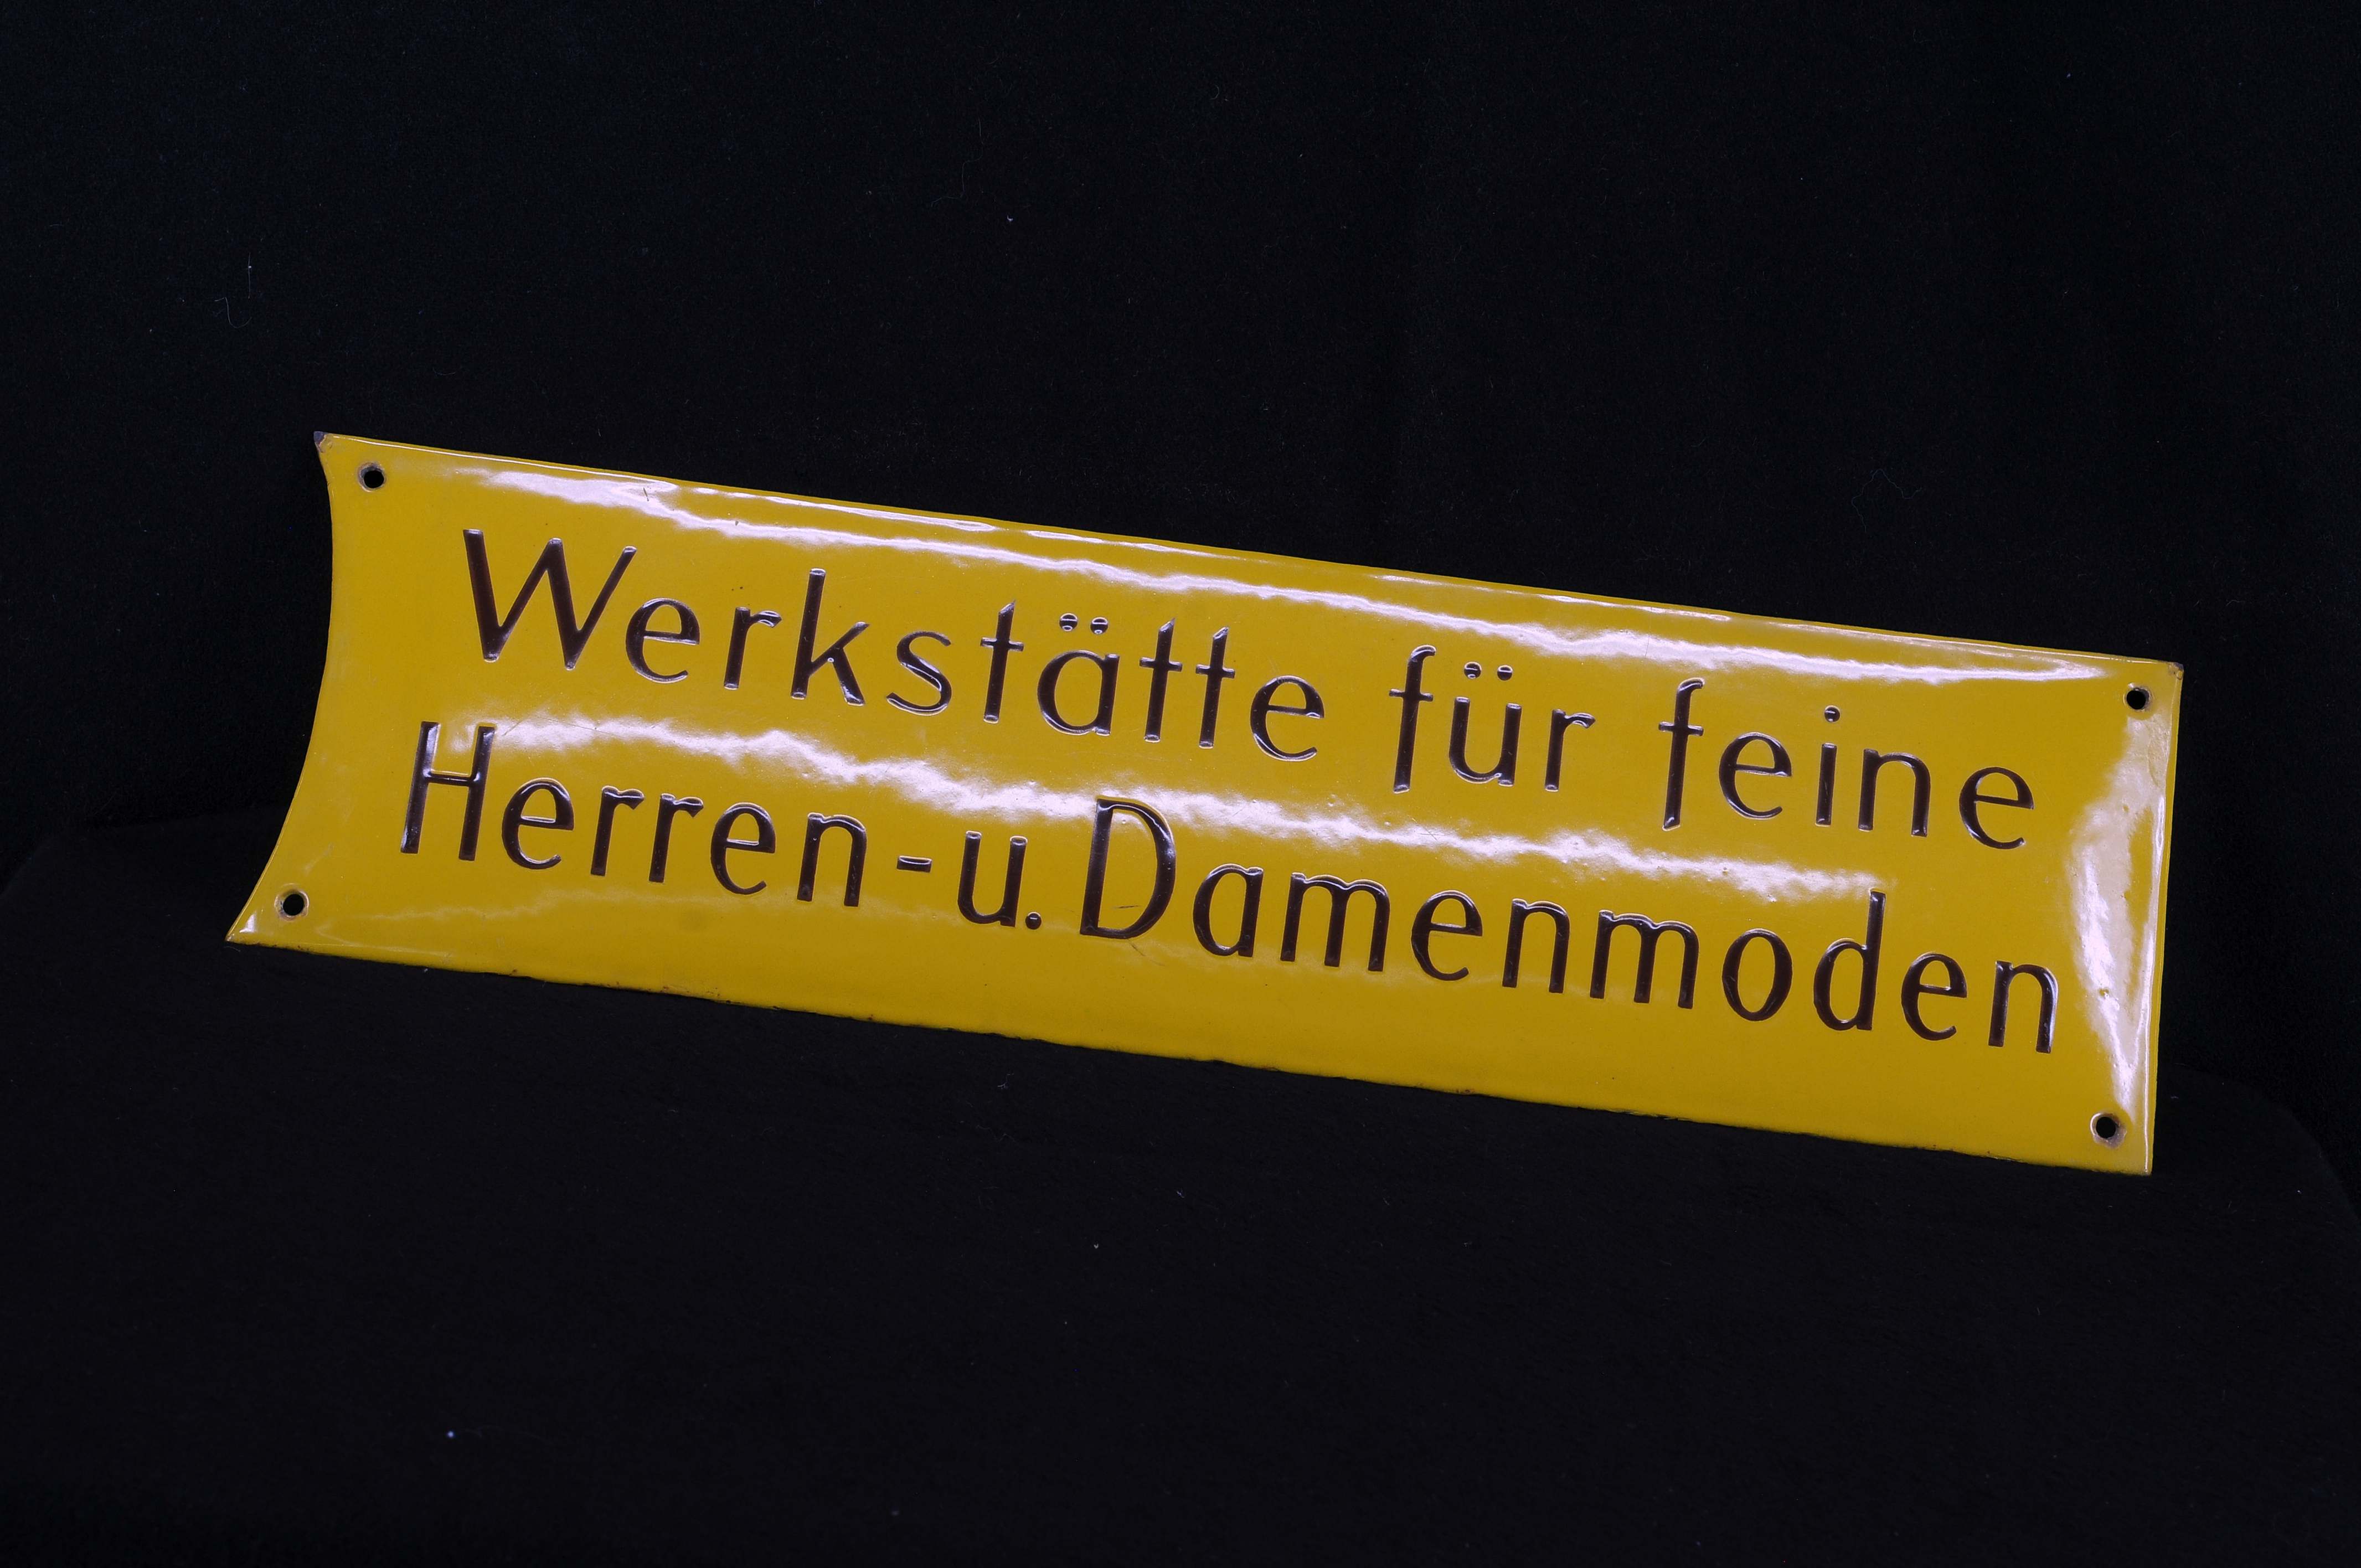 Werkstätte für feine
Herren-u. Damenmoden